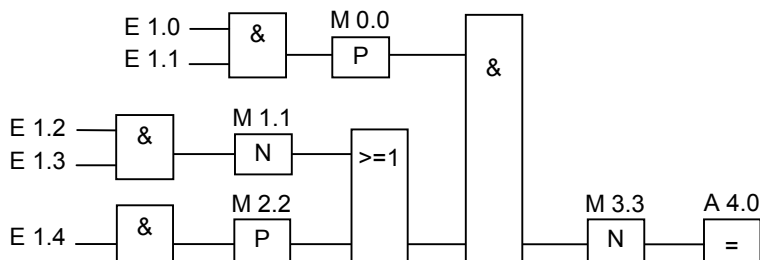 E 1.0
E 1.1
&
M 0.0
P
&
E 1.2
E 1.3
&
M 1.1
N
>=1
E 1.4
&
M 2.2
P
M 3.3
N
A 4.0
=